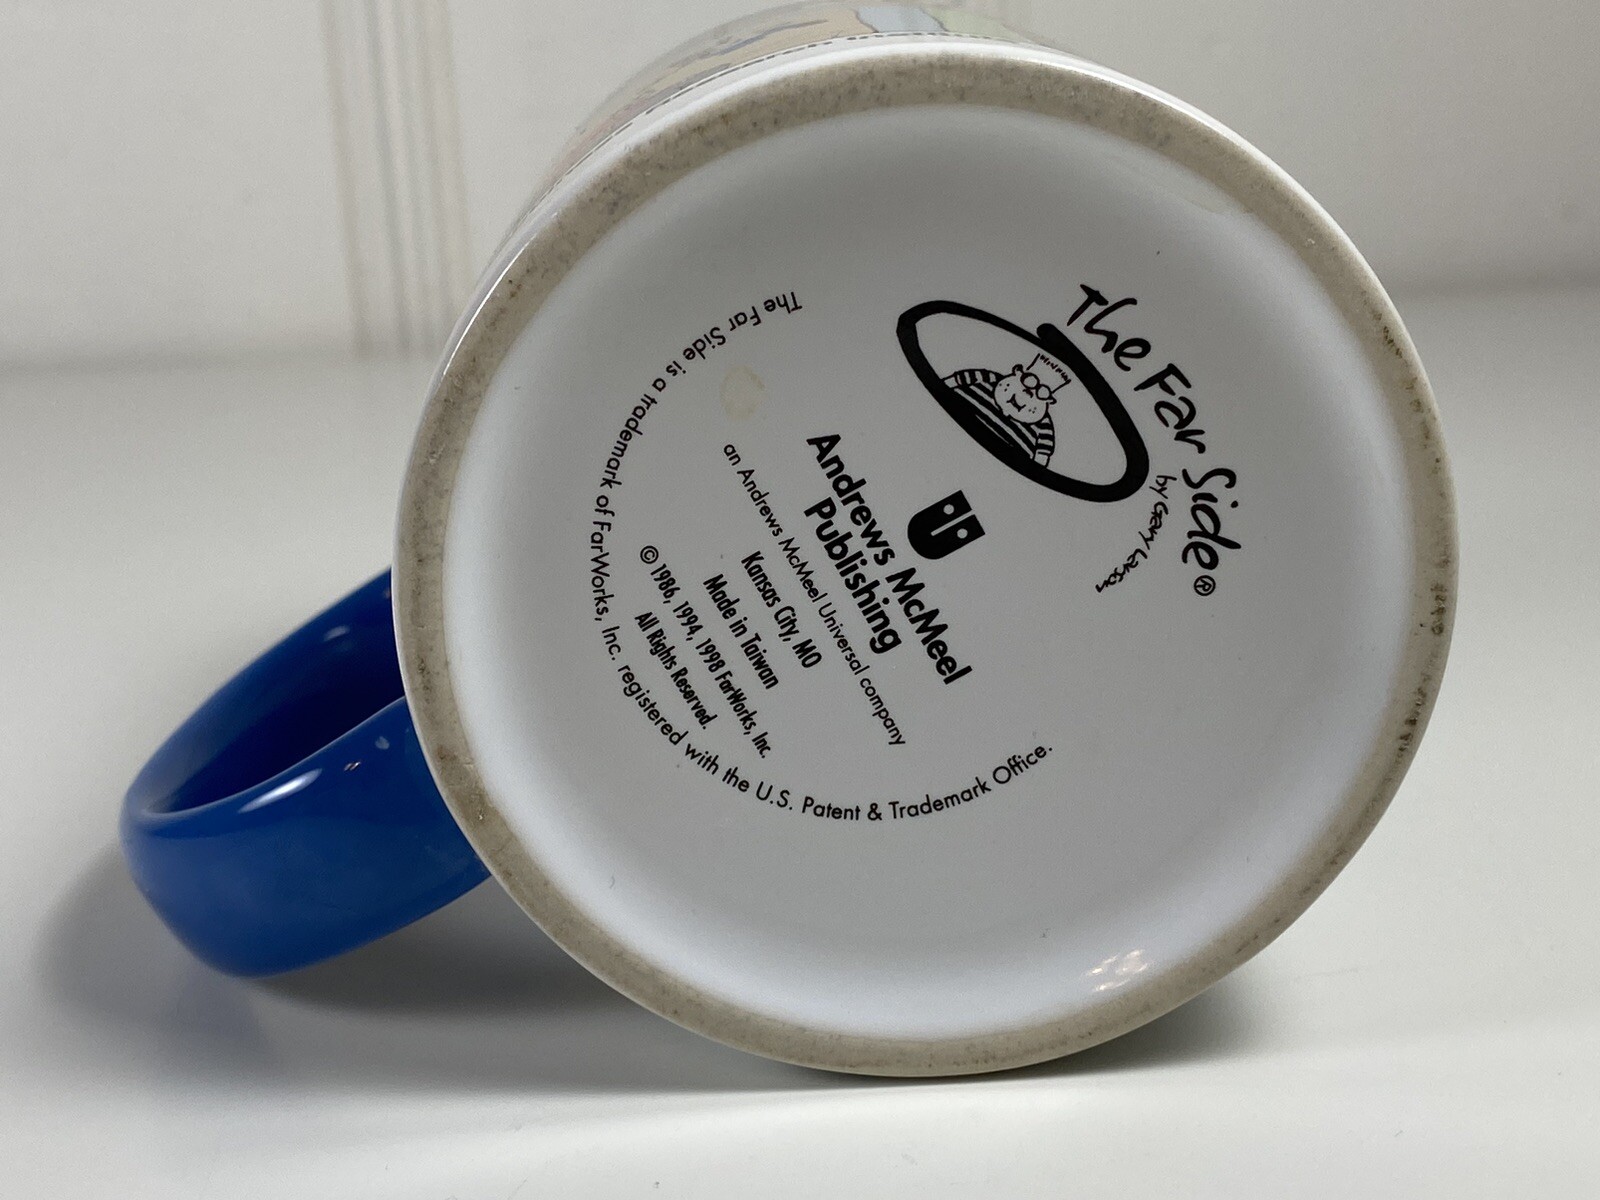 The Far Side®
by Gary Larson
Andrews McMeel
Publishing
an Andrews McMeel Universal company
Kansas City, MO
Made in Taiwan
© 1986, 1994, 1998 FarWorks, Inc.
All Rights Reserved.
The Far Side is a trademark of FarWorks, Inc. registered with the U.S. Patent & Trademark Office.